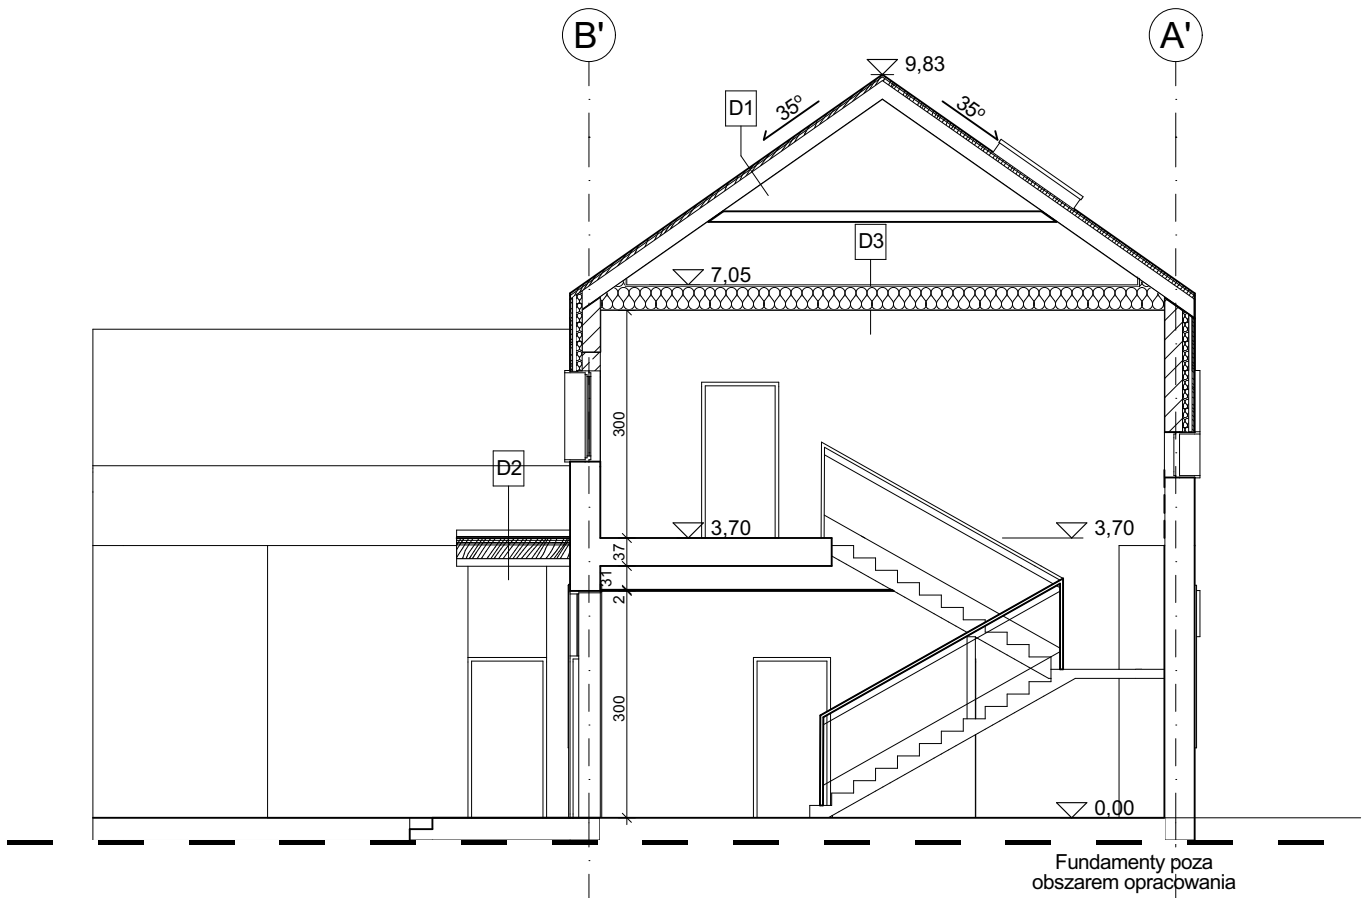 B'
A'
9,83
D1
35°
35°
D3
7,05
300
D2
3,70
3,70
37
31
2
300
0,00
Fundamenty poza
obszarem opracowania